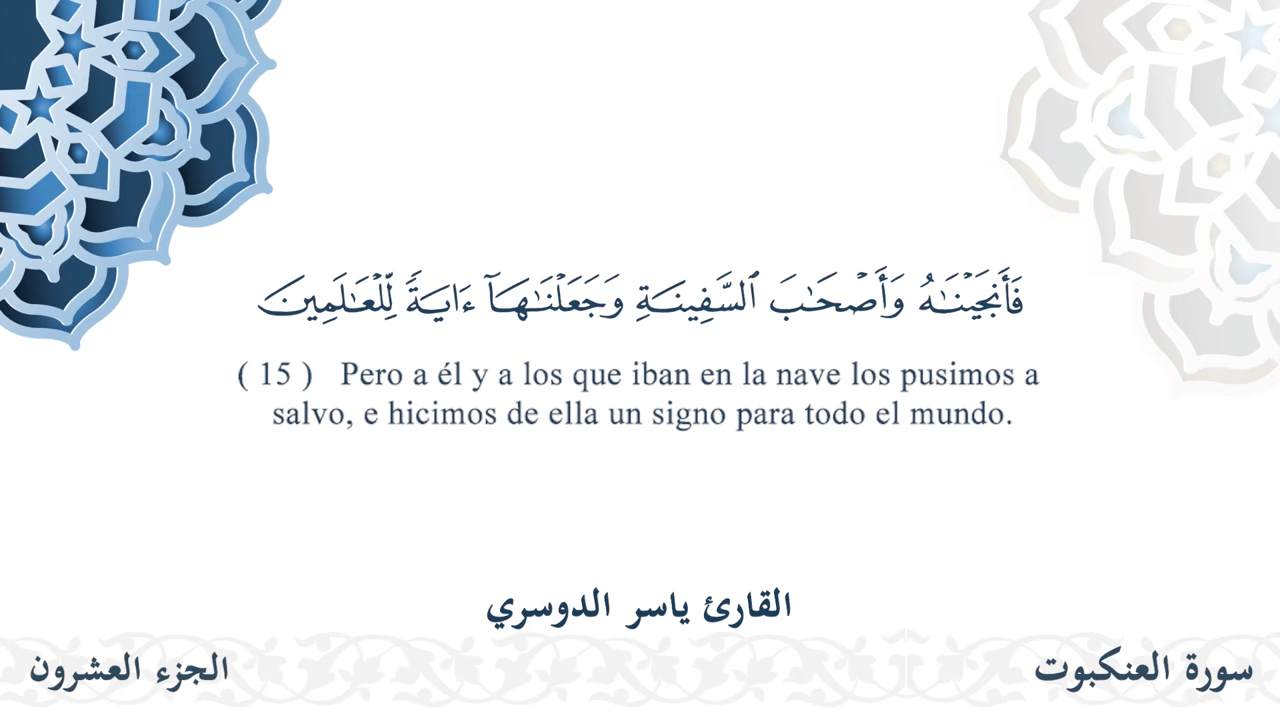 فَأَنجَيْنَـٰهُ وَأَصْحَـٰبَ ٱلسَّفِينَةِ وَجَعَلْنَـٰهَآ ءَايَةً لِّلْعَـٰلَمِينَ
( 15 ) Pero a él y a los que iban en la nave los pusimos a
salvo, e hicimos de ella un signo para todo el mundo.
القارئ ياسر الدوسري
سورة العنكبوت
الجزء العشرون